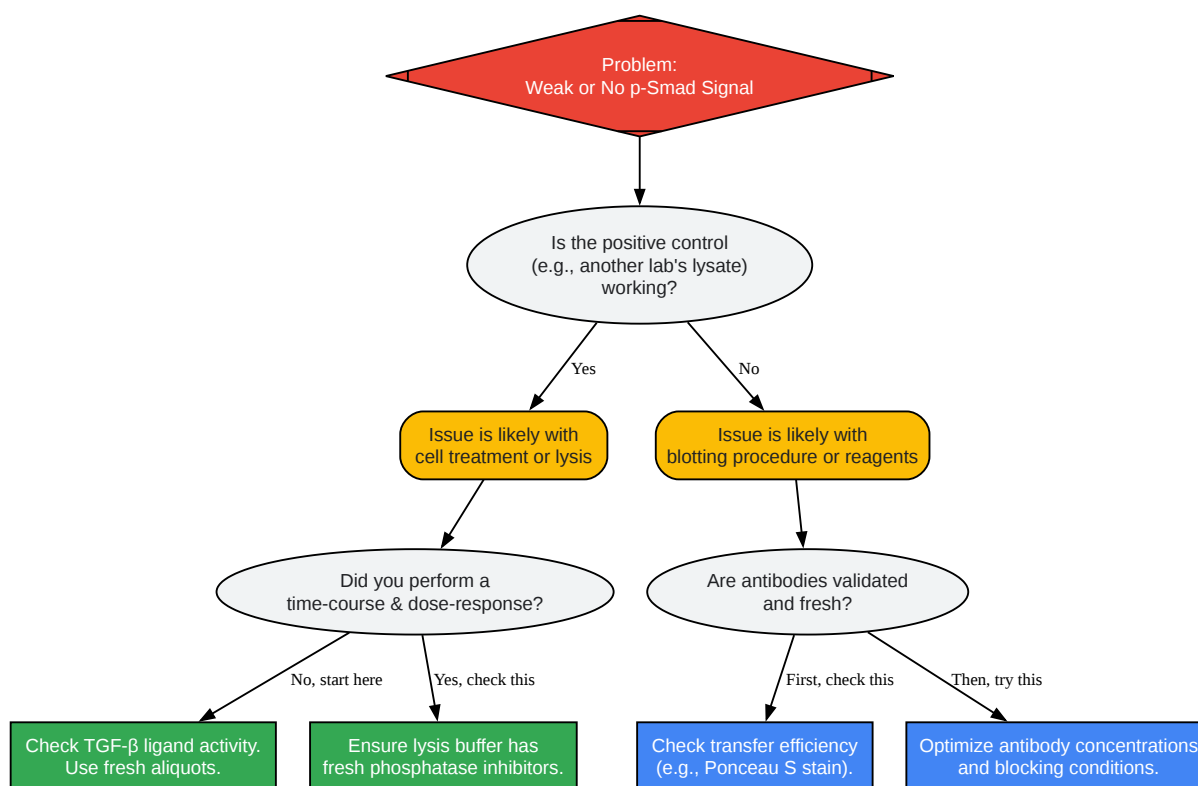 Problem:
Weak or No p-Smad Signal
Is the positive control
(e.g., another lab's lysate)
working?
Yes
No
Issue is likely with
cell treatment or lysis
Issue is likely with
blotting procedure or reagents
Did you perform a
time-course & dose-response?
Are antibodies validated
and fresh?
No, start here
Yes, check this
First, check this
Then, try this
Check TGF-β ligand activity.
Use fresh aliquots.
Ensure lysis buffer has
fresh phosphatase inhibitors.
Check transfer efficiency
(e.g., Ponceau S stain).
Optimize antibody concentrations
and blocking conditions.